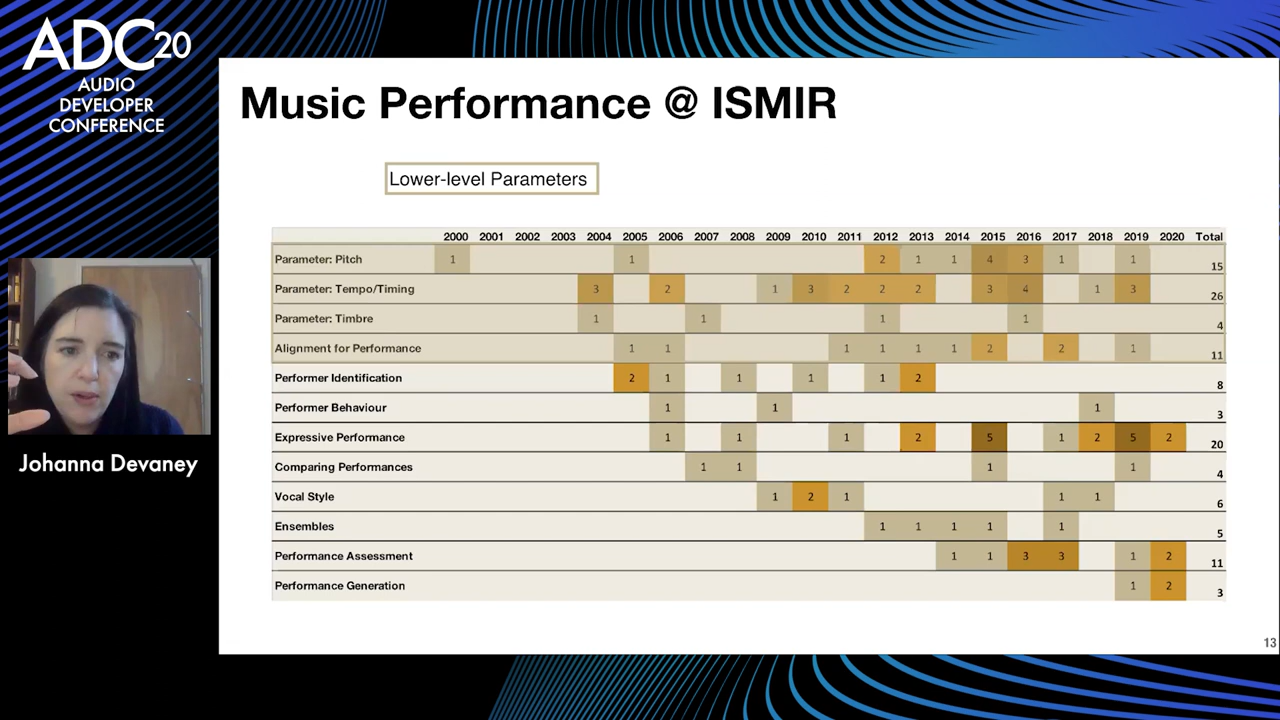 ADC20
AUDIO
DEVELOPER
CONFERENCE
Johanna Devaney
Music Performance @ ISMIR
Lower-level Parameters
2000 2001 2002 2003 2004 2005 2006 2007 2008 2009 2010 2011 2012 2013 2014 2015 2016 2017 2018 2019 2020 Total
Parameter: Pitch 1 1 2 1 1 4 3 1 1 15
Parameter: Tempo/Timing 3 2 1 3 2 2 2 3 4 1 3 26
Parameter: Timbre 1 1 1 1 4
Alignment for Performance 1 1 1 1 1 1 2 2 1 11
Performer Identification 2 1 1 1 1 2 8
Performer Behaviour 1 1 1 3
Expressive Performance 1 1 1 2 5 1 2 5 2 20
Comparing Performances 1 1 1 1 4
Vocal Style 1 2 1 1 1 6
Ensembles 1 1 1 1 1 5
Performance Assessment 1 1 3 3 1 2 11
Performance Generation 1 2 3
13